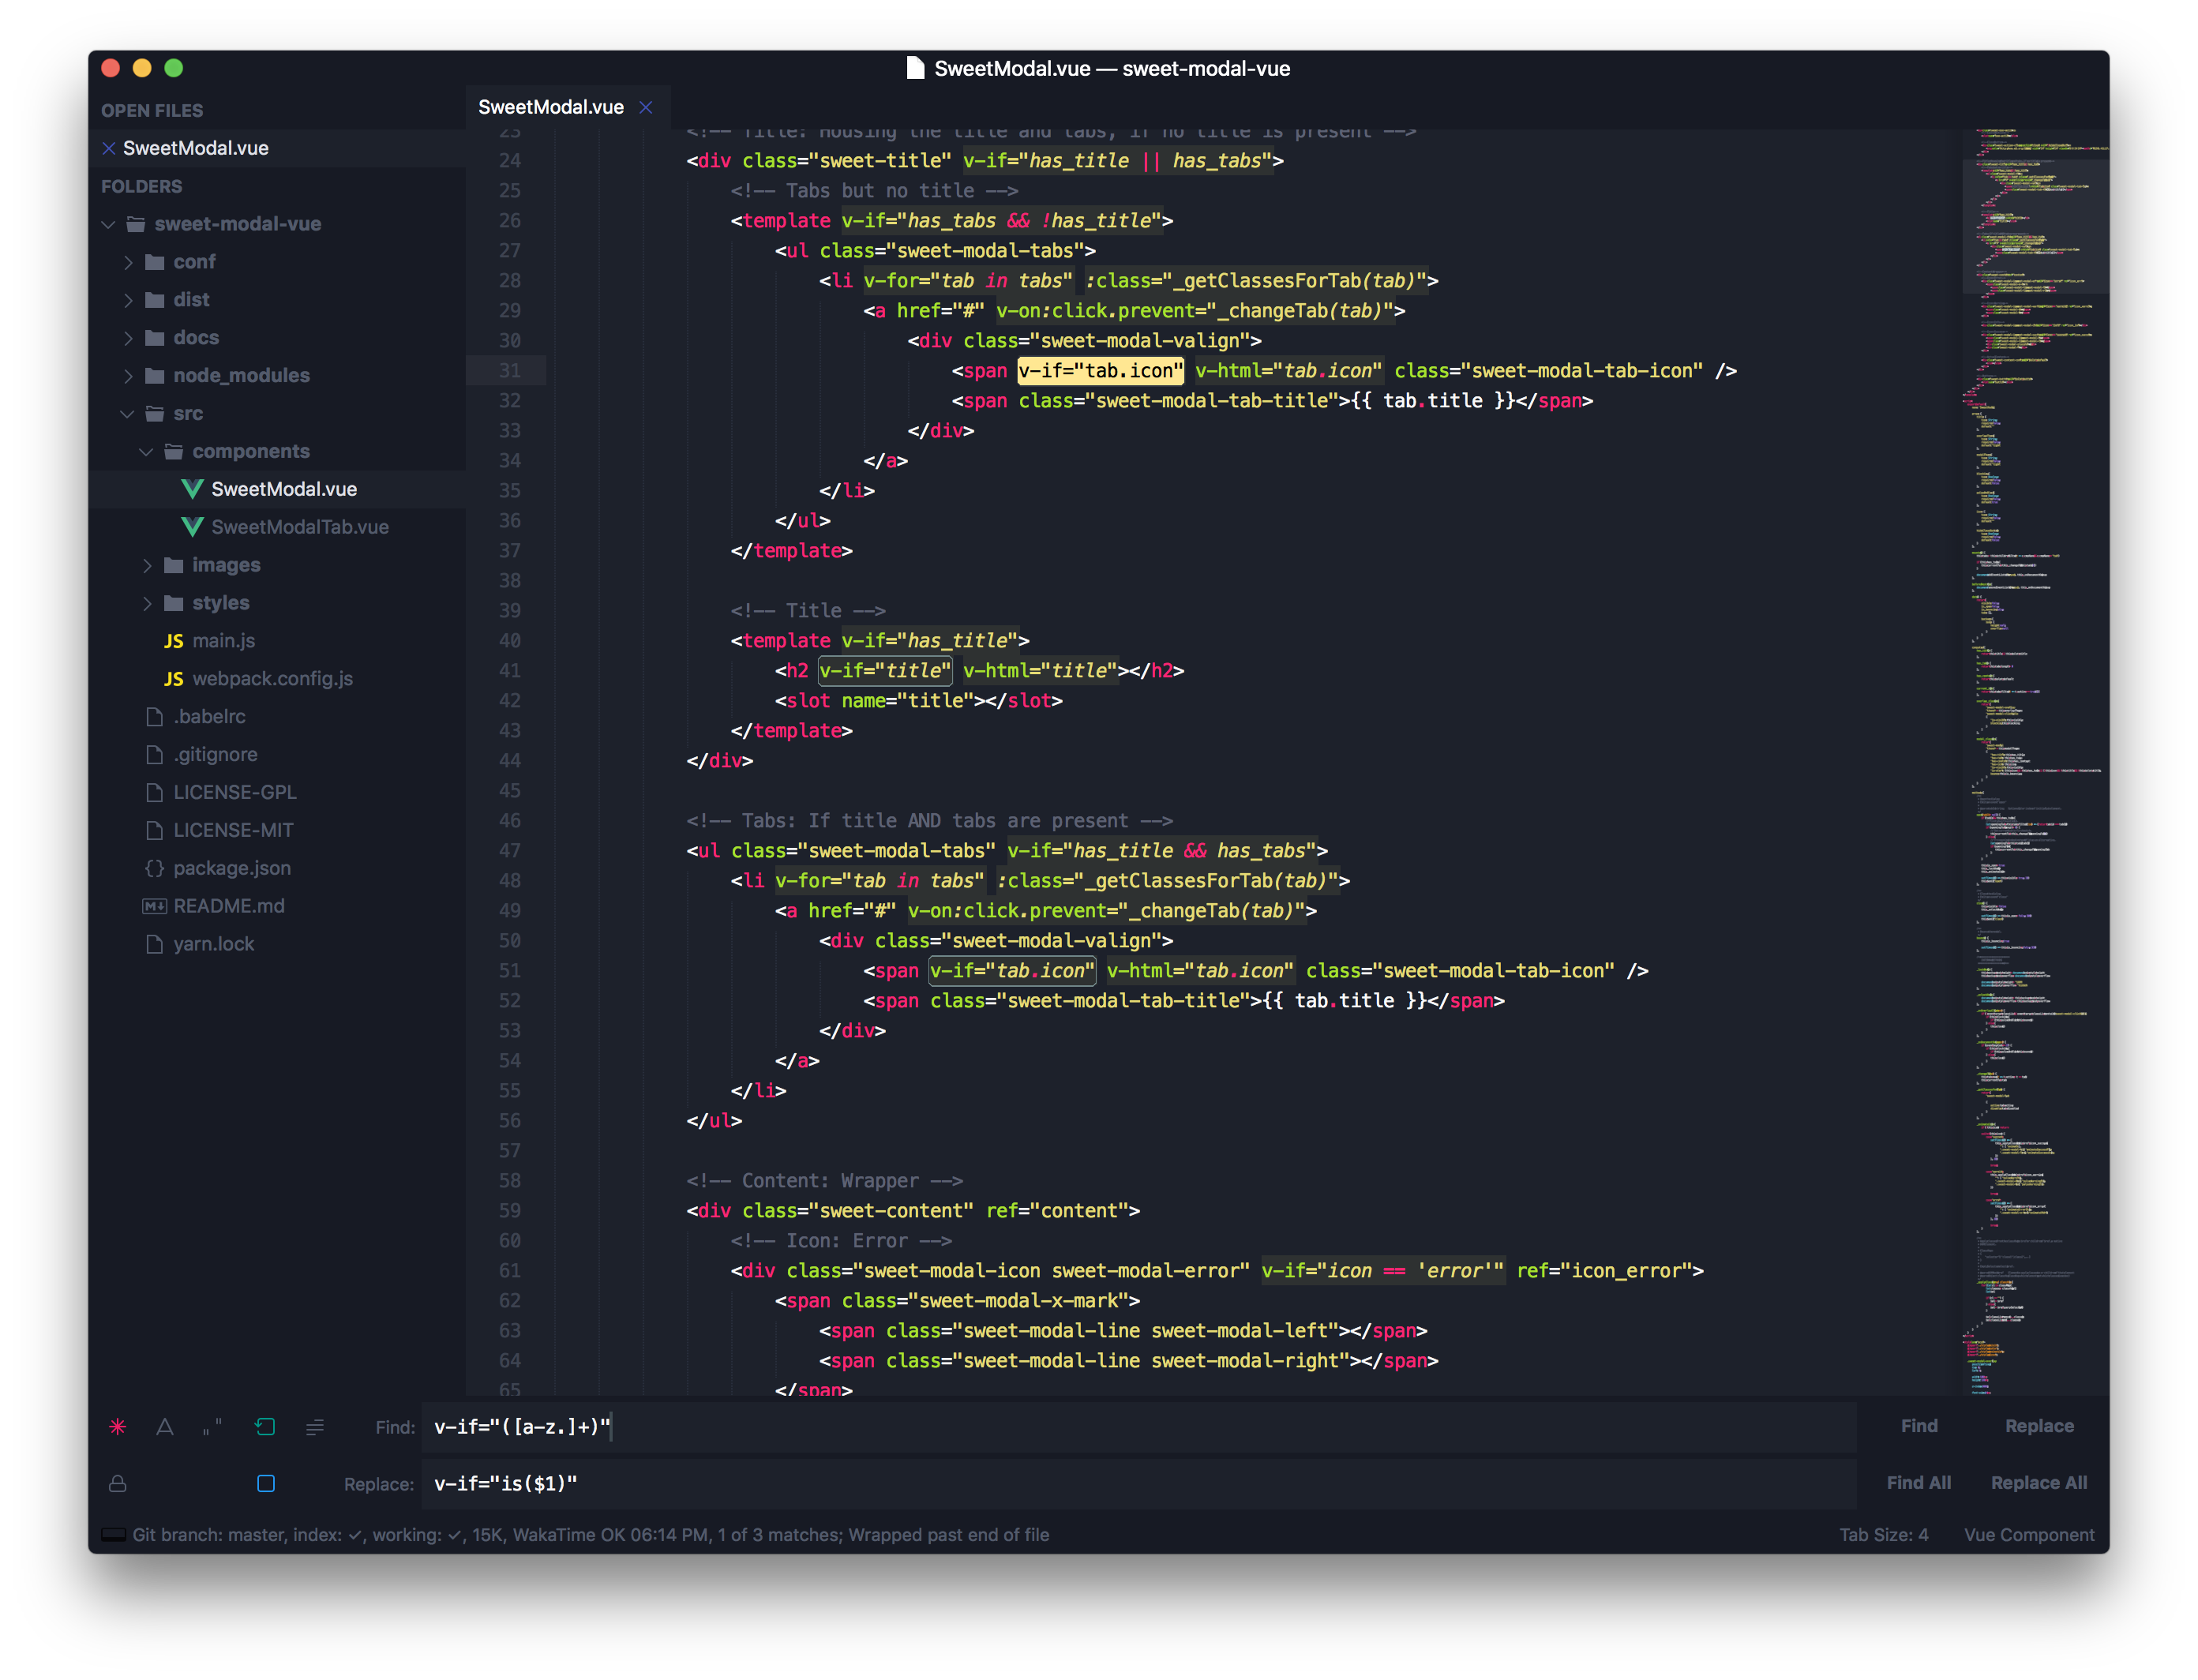 SweetModal.vue — sweet-modal-vue
OPEN FILES
SweetModal.vue
FOLDERS
sweet-modal-vue
conf
dist
docs
node_modules
src
components
SweetModal.vue
SweetModalTab.vue
images
styles
JS main.js
JS webpack.config.js
.babelrc
.gitignore
LICENSE-GPL
LICENSE-MIT
{} package.json
M↓ README.md
yarn.lock
SweetModal.vue
23 <!-- Title: Housing the title and tabs, if no title is present -->
24 <div class="sweet-title" v-if="has_title || has_tabs">
25 <!-- Tabs but no title -->
26 <template v-if="has_tabs && !has_title">
27 <ul class="sweet-modal-tabs">
28 <li v-for="tab in tabs" :class="_getClassesForTab(tab)">
29 <a href="#" v-on:click.prevent="_changeTab(tab)">
30 <div class="sweet-modal-valign">
31 <span v-if="tab.icon" v-html="tab.icon" class="sweet-modal-tab-icon" />
32 <span class="sweet-modal-tab-title">{{ tab.title }}</span>
33 </div>
34 </a>
35 </li>
36 </ul>
37 </template>
38
39 <!-- Title -->
40 <template v-if="has_title">
41 <h2 v-if="title" v-html="title"></h2>
42 <slot name="title"></slot>
43 </template>
44 </div>
45
46 <!-- Tabs: If title AND tabs are present -->
47 <ul class="sweet-modal-tabs" v-if="has_title && has_tabs">
48 <li v-for="tab in tabs" :class="_getClassesForTab(tab)">
49 <a href="#" v-on:click.prevent="_changeTab(tab)">
50 <div class="sweet-modal-valign">
51 <span v-if="tab.icon" v-html="tab.icon" class="sweet-modal-tab-icon" />
52 <span class="sweet-modal-tab-title">{{ tab.title }}</span>
53 </div>
54 </a>
55 </li>
56 </ul>
57
58 <!-- Content: Wrapper -->
59 <div class="sweet-content" ref="content">
60 <!-- Icon: Error -->
61 <div class="sweet-modal-icon sweet-modal-error" v-if="icon == 'error'" ref="icon_error">
62 <span class="sweet-modal-x-mark">
63 <span class="sweet-modal-line sweet-modal-left"></span>
64 <span class="sweet-modal-line sweet-modal-right"></span>
65 </span>
Find: v-if="([a-z.]+)" Find Replace
Replace: v-if="is($1)" Find All Replace All
Git branch: master, index: ✓, working: ✓, 15K, WakaTime OK 06:14 PM, 1 of 3 matches; Wrapped past end of file Tab Size: 4 Vue Component